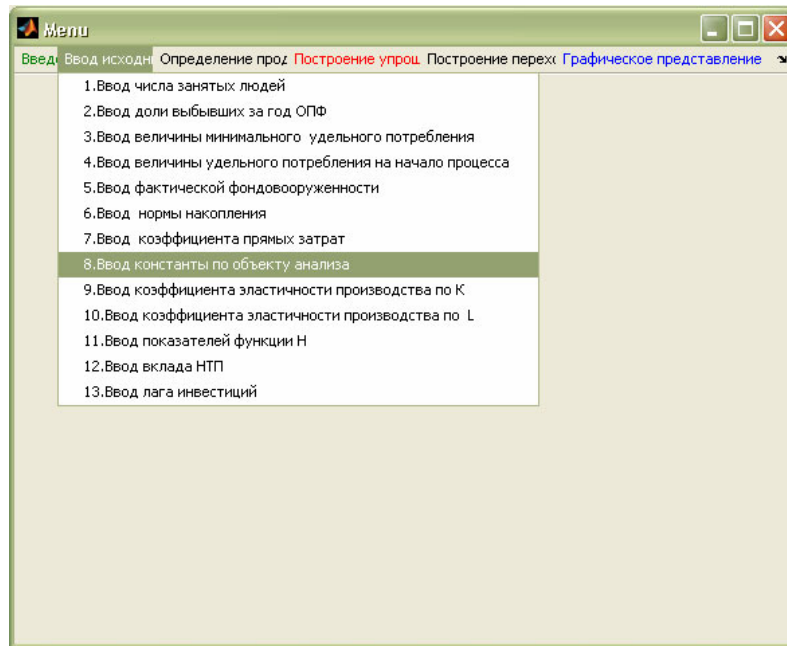 Menu
Введ Ввод исходн Определение прод Построение упрощ Построение перехо Графическое представление
1.Ввод числа занятых людей
2.Ввод доли выбывших за год ОПФ
3.Ввод величины минимального удельного потребления
4.Ввод величины удельного потребления на начало процесса
5.Ввод фактической фондовооруженности
6.Ввод нормы накопления
7.Ввод коэффициента прямых затрат
8.Ввод константы по объекту анализа
9.Ввод коэффициента эластичности производства по К
10.Ввод коэффициента эластичности производства по L
11.Ввод показателей функции Н
12.Ввод вклада НТП
13.Ввод лага инвестиций